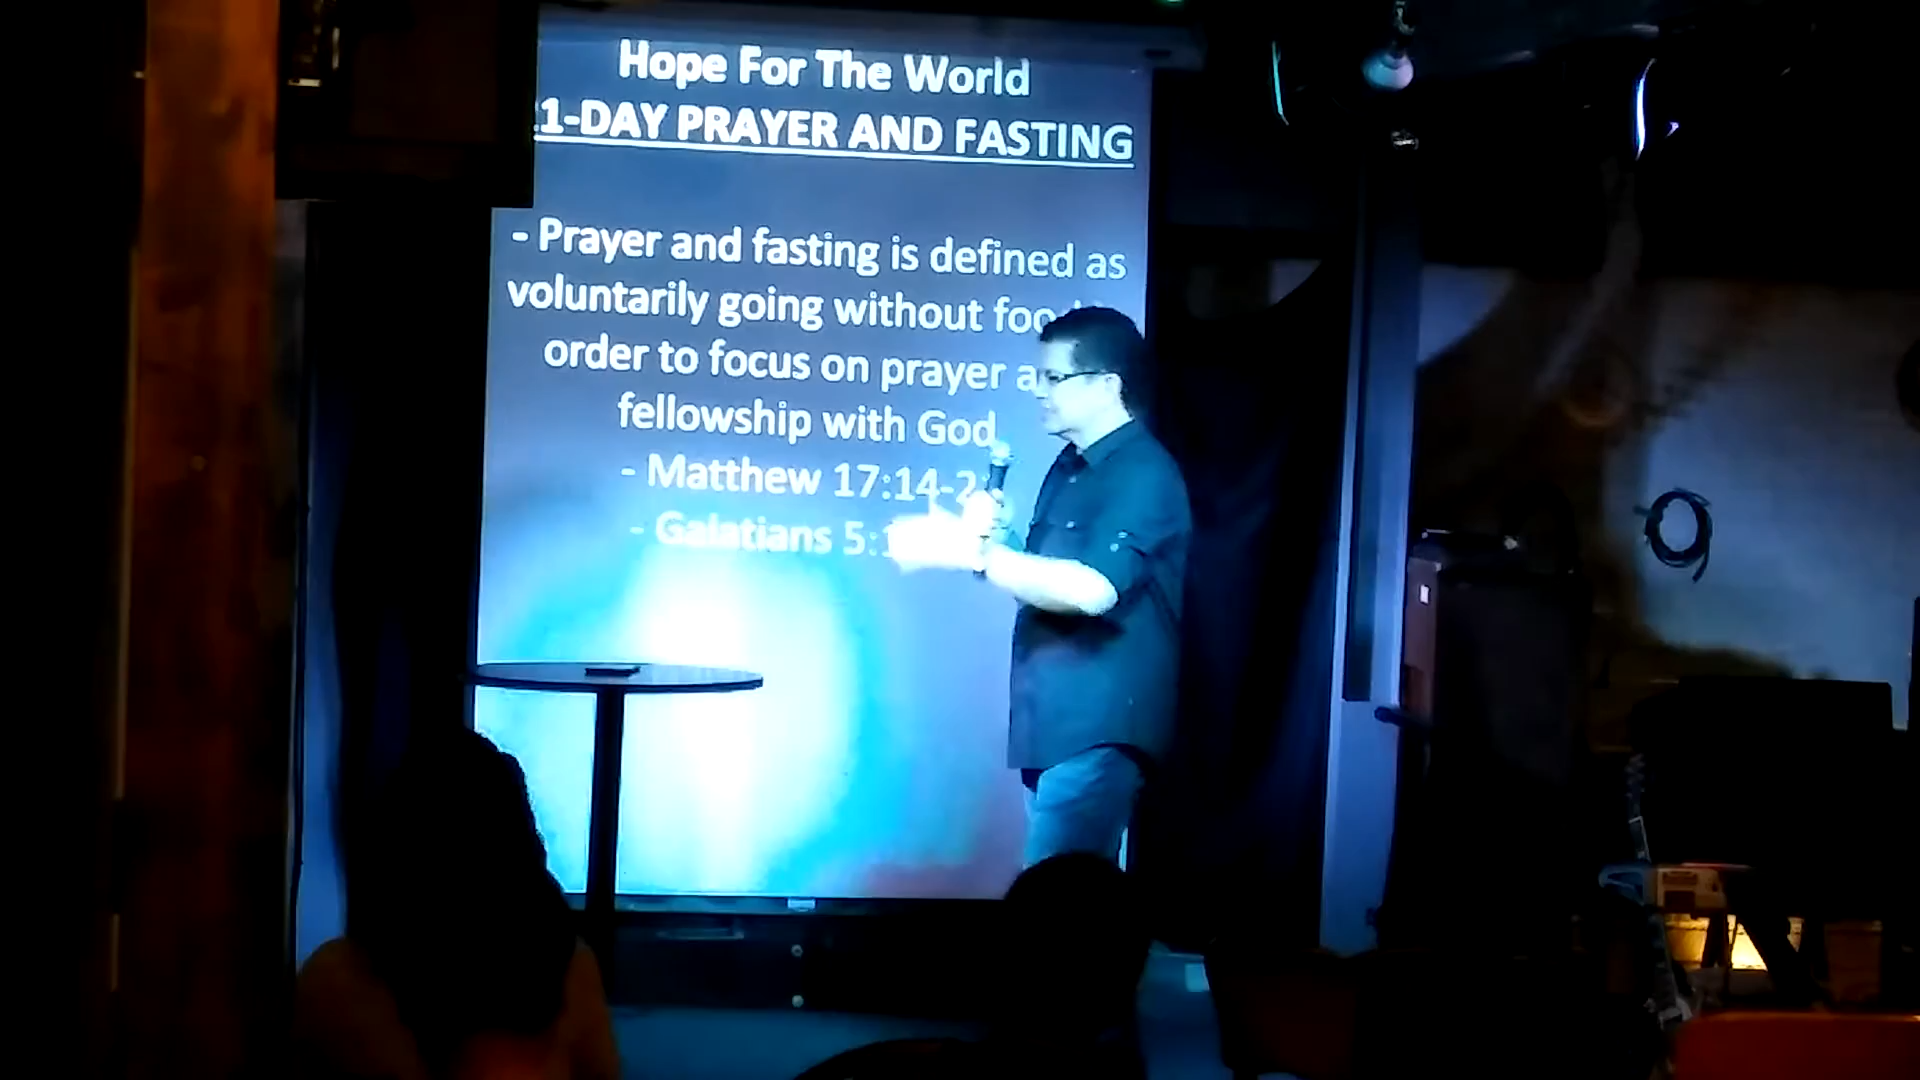 Hope For The World
1-DAY PRAYER AND FASTING
- Prayer and fasting is defined as
voluntarily going without
order to focus on prayer
fellowship with God
- Matthew 17:14-2
- Galatians 5:1